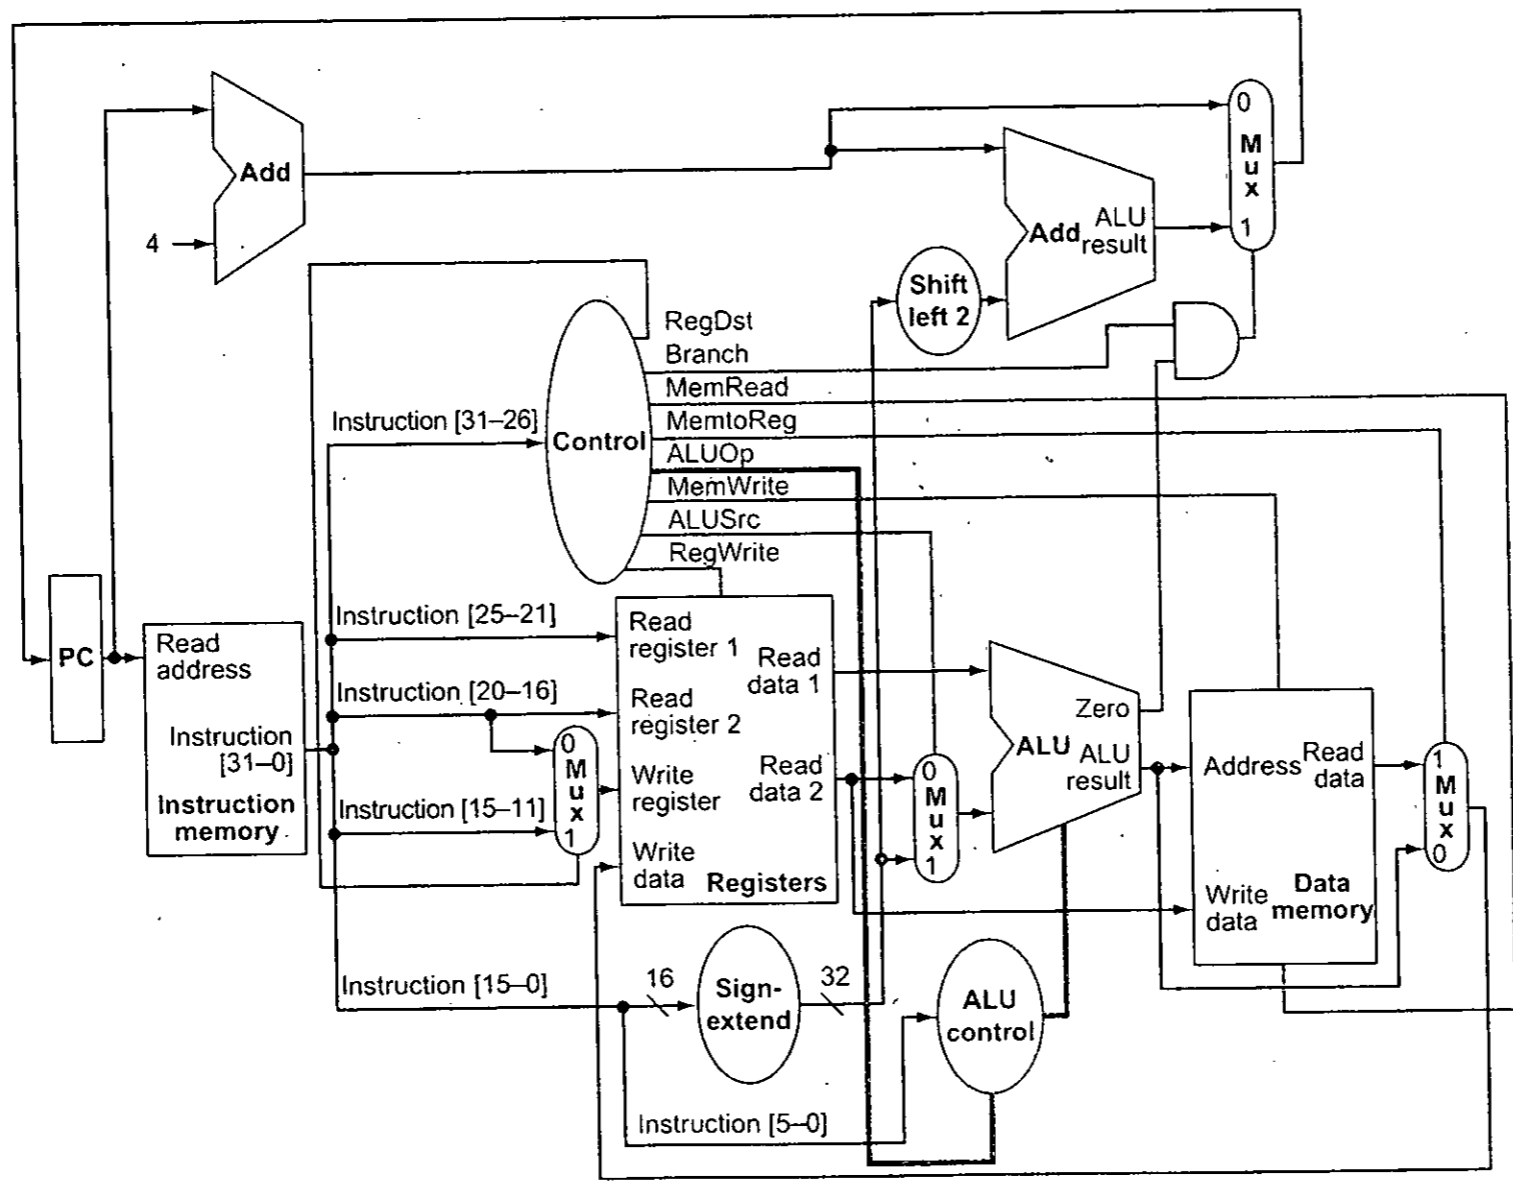 0
M
u
x
1
Add
4
Add
ALU
result
Shift
left 2
RegDst
Branch
MemRead
MemtoReg
ALUOp
MemWrite
ALUSrc
RegWrite
Control
Instruction [31–26]
Instruction [25–21]
Instruction [20–16]
Instruction [15–11]
Instruction [15–0]
Instruction [5–0]
PC
Read
address
Instruction
[31–0]
Instruction
memory
0
M
u
x
1
Read
register 1
Read
register 2
Write
register
Write
data
Read
data 1
Read
data 2
Registers
0
M
u
x
1
Zero
ALU
ALU
result
Address
Read
data
Write
data
Data
memory
1
M
u
x
0
16
Sign-
extend
32
ALU
control